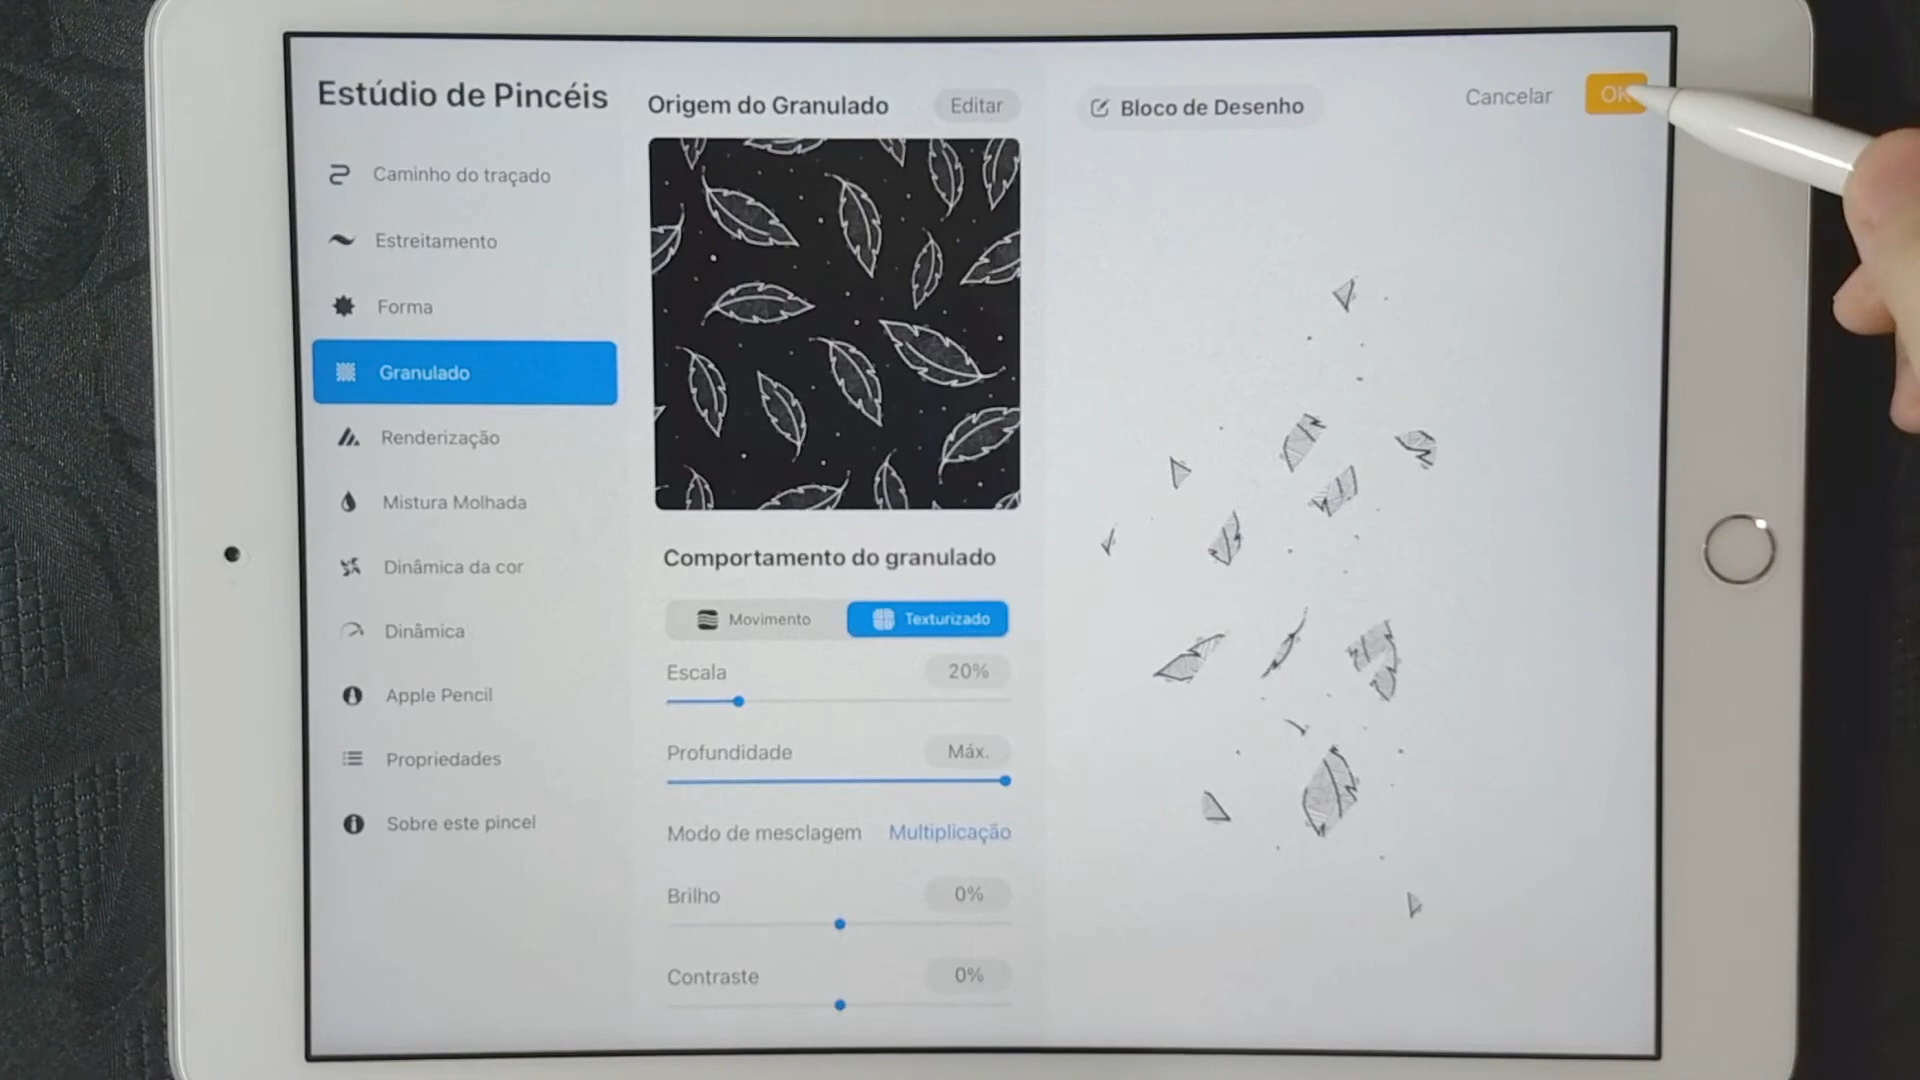 Estúdio de Pincéis
Caminho do traçado
Estreitamento
Forma
Granulado
Renderização
Mistura Molhada
Dinâmica da cor
Dinâmica
Apple Pencil
Propriedades
Sobre este pincel
Origem do Granulado
Editar
Comportamento do granulado
Movimento
Texturizado
Escala
20%
Profundidade
Máx.
Modo de mesclagem
Multiplicação
Brilho
0%
Contraste
0%
Bloco de Desenho
Cancelar
OK